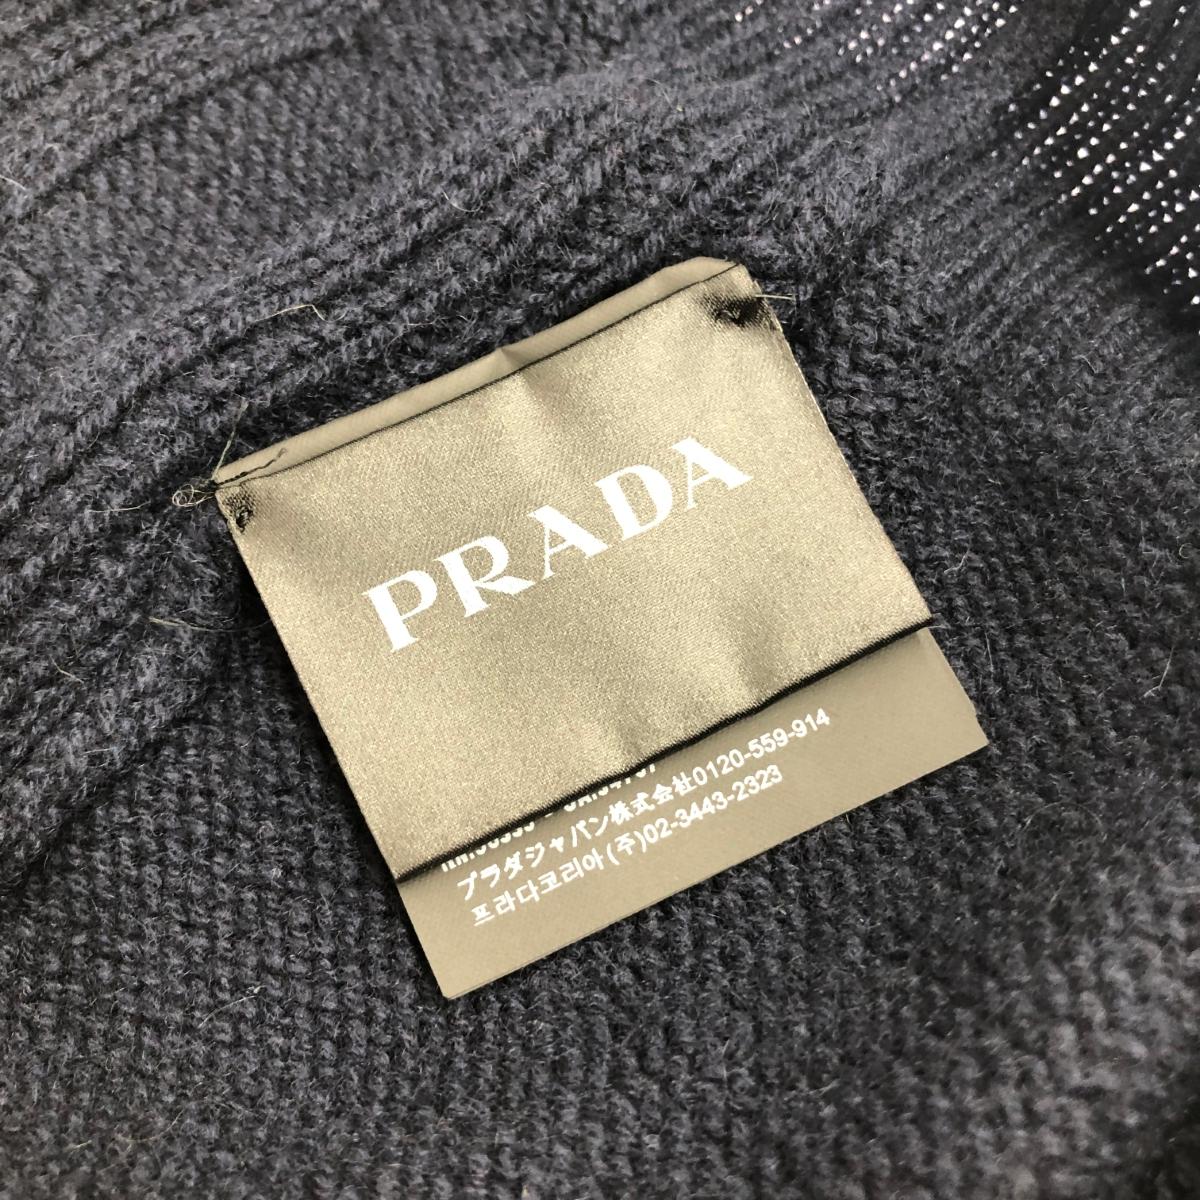 PRADA
プラダジャパン株式会社0120-559-914
프라다코리아(주)02-3443-2323